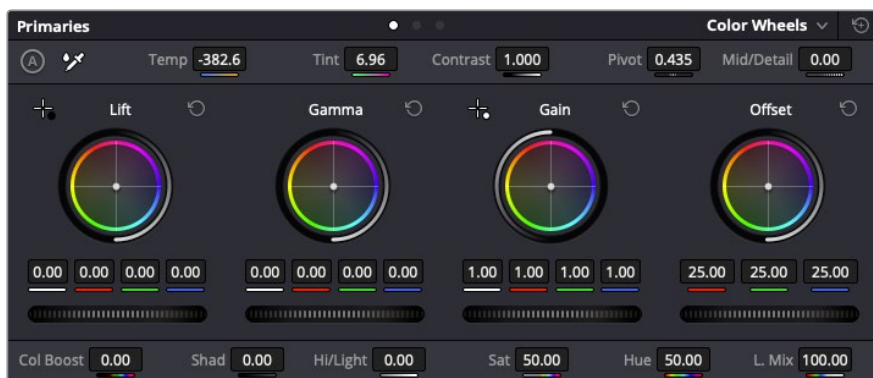 Primaries Color Wheels
A Temp -382.6 Tint 6.96 Contrast 1.000 Pivot 0.435 Mid/Detail 0.00
Lift Gamma Gain Offset
0.00 0.00 0.00 0.00 0.00 0.00 0.00 0.00 1.00 1.00 1.00 1.00 25.00 25.00 25.00
Col Boost 0.00 Shad 0.00 Hi/Light 0.00 Sat 50.00 Hue 50.00 L. Mix 100.00